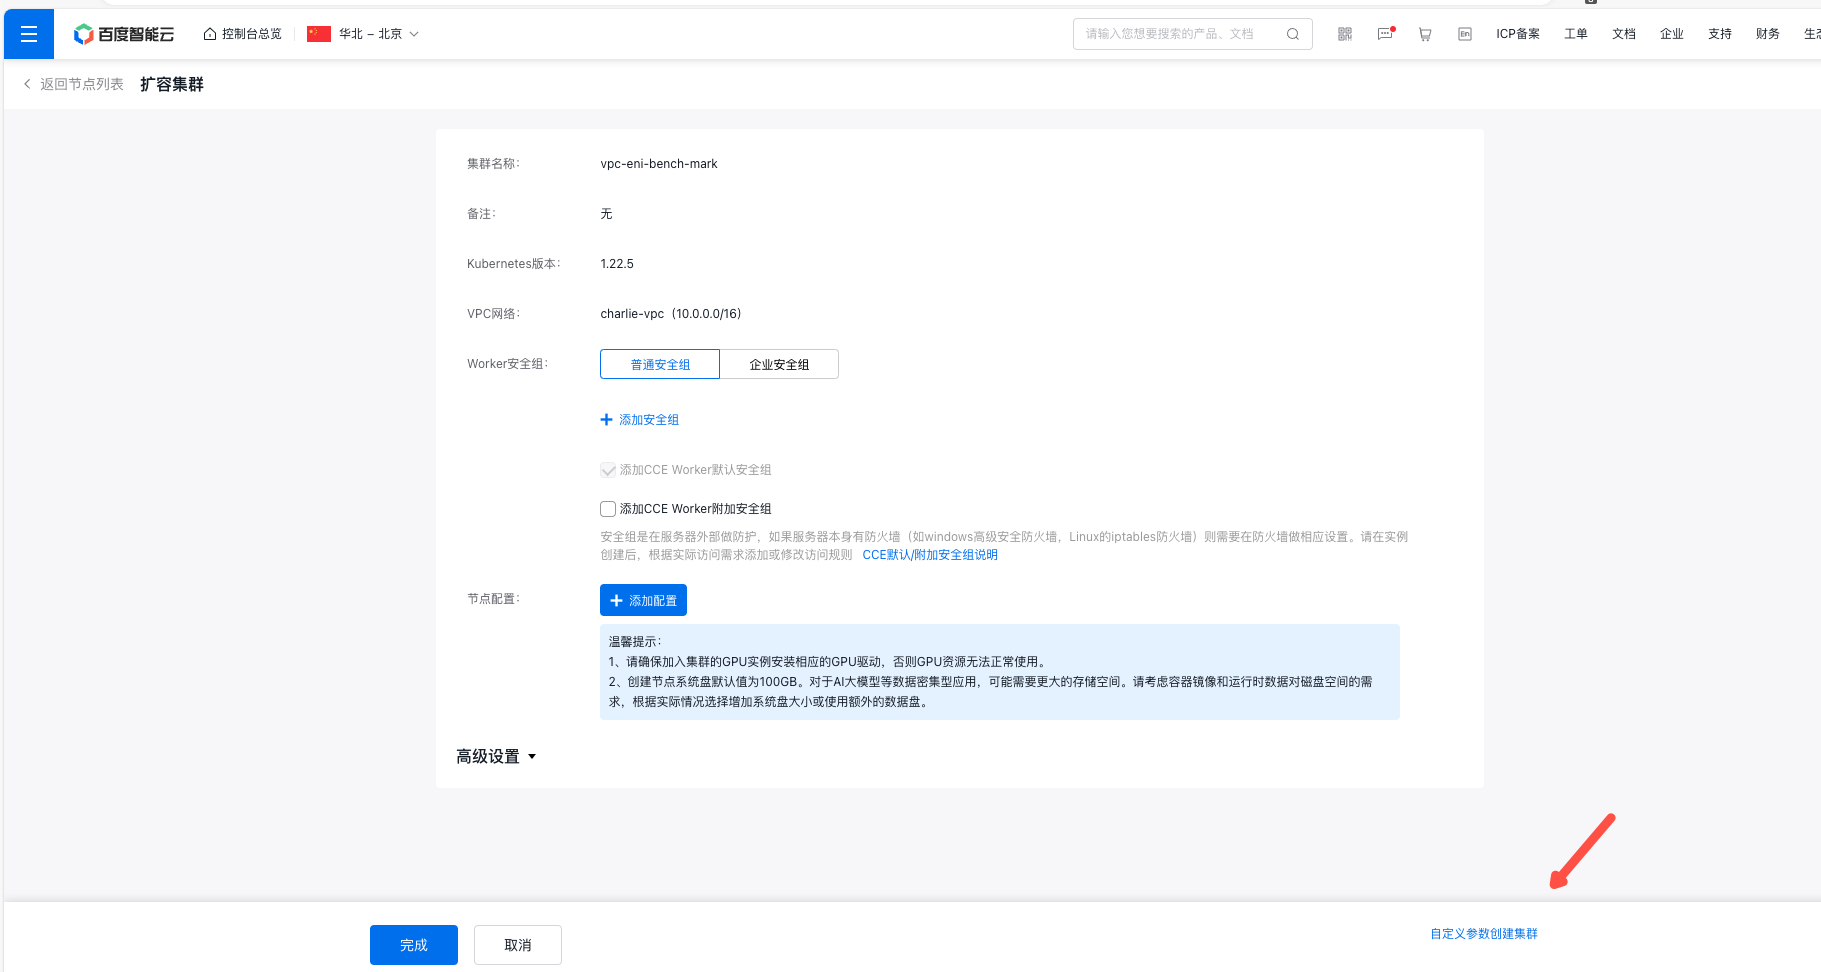 百度智能云
控制台总览
华北 – 北京
请输入您想要搜索的产品、文档
En
ICP备案
工单
文档
企业
支持
财务
返回节点列表
扩容集群
集群名称：
vpc-eni-bench-mark
备注：
无
Kubernetes版本：
1.22.5
VPC网络：
charlie-vpc（10.0.0.0/16）
Worker安全组：
普通安全组
企业安全组
添加安全组
添加CCE Worker默认安全组
添加CCE Worker附加安全组
安全组是在服务器外部做防护，如果服务器本身有防火墙（如windows高级安全防火墙，Linux的iptables防火墙）则需要在防火墙做相应设置。请在实例
创建后，根据实际访问需求添加或修改访问规则 CCE默认/附加安全组说明
节点配置：
添加配置
温馨提示：
1、请确保加入集群的GPU实例安装相应的GPU驱动，否则GPU资源无法正常使用。
2、创建节点系统盘默认值为100GB。对于AI大模型等数据密集型应用，可能需要更大的存储空间。请考虑容器镜像和运行时数据对磁盘空间的需
求，根据实际情况选择增加系统盘大小或使用额外的数据盘。
高级设置
完成
取消
自定义参数创建集群